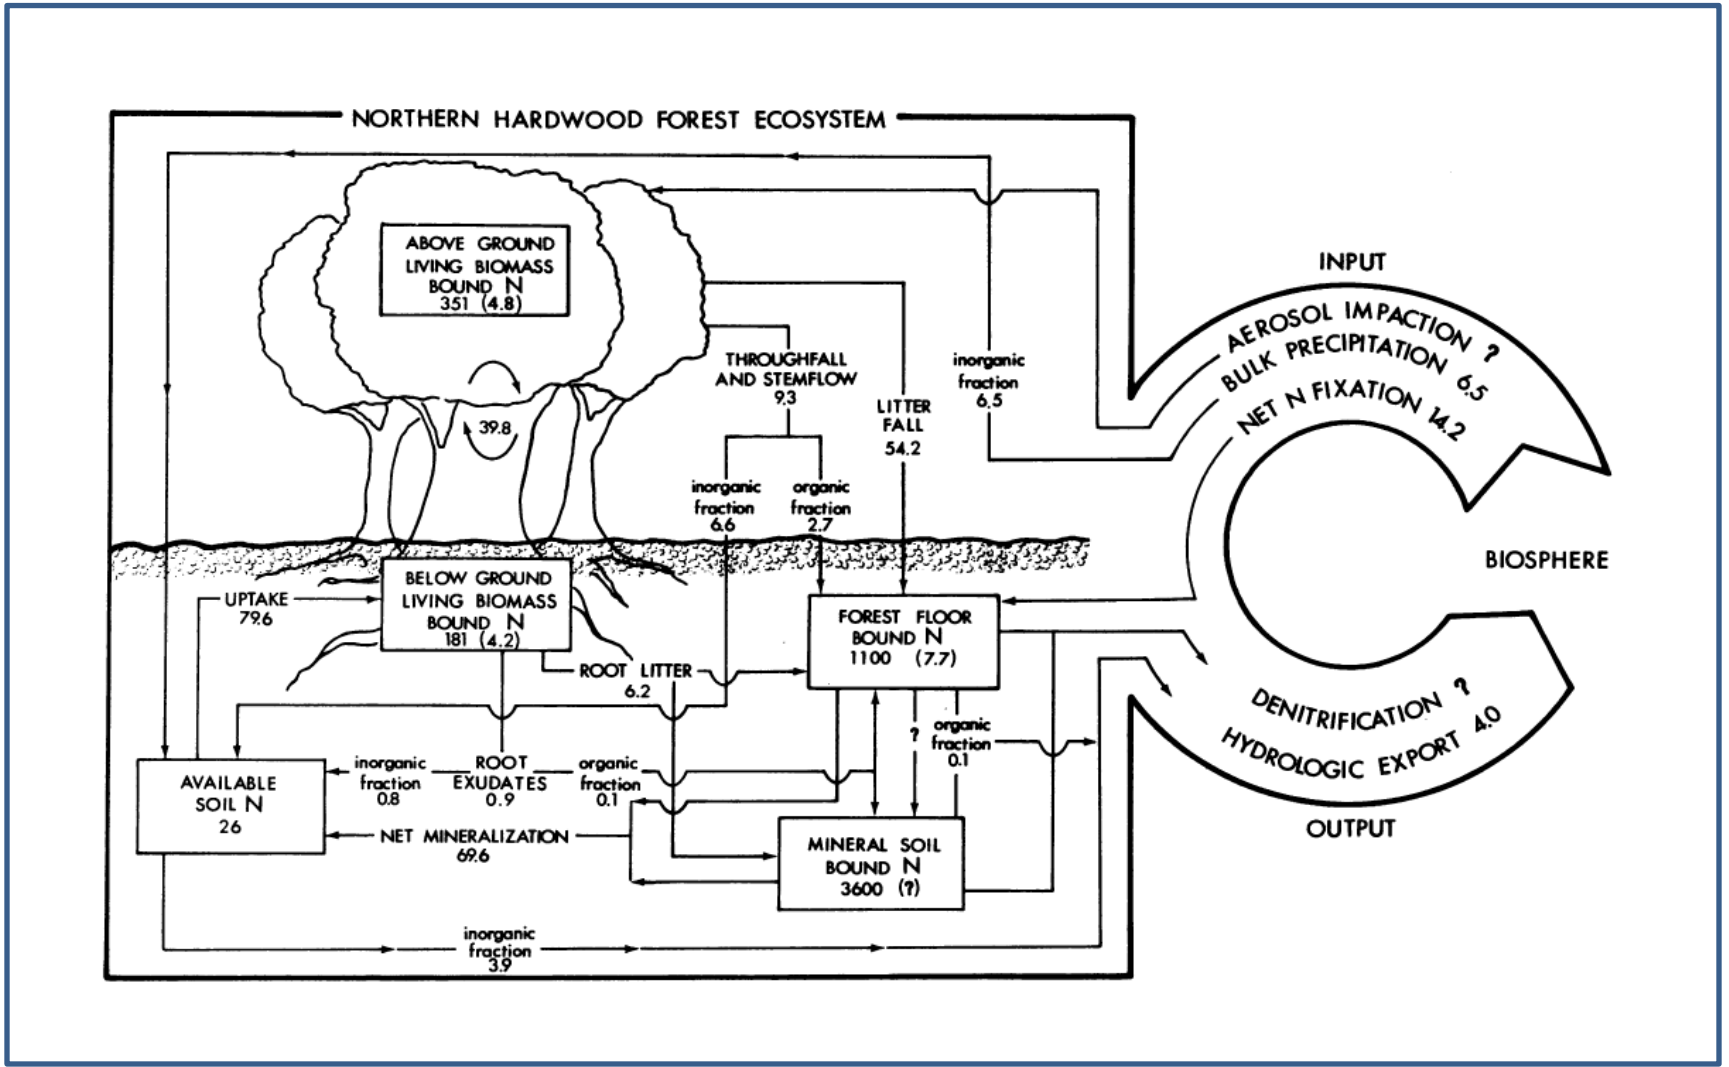 NORTHERN HARDWOOD FOREST ECOSYSTEM
ABOVE GROUND
LIVING BIOMASS
BOUND N
351 (4.8)
39.8
THROUGHFALL
AND STEMFLOW
9.3
LITTER
FALL
54.2
inorganic
fraction
6.5
inorganic
fraction
6.6
organic
fraction
2.7
INPUT
AEROSOL IMPACTION ?
BULK PRECIPITATION 6.5
NET N FIXATION 14.2
BIOSPHERE
BELOW GROUND
LIVING BIOMASS
BOUND N
181 (4.2)
UPTAKE
79.6
ROOT LITTER
6.2
FOREST FLOOR
BOUND N
1100 (7.7)
?
organic
fraction
0.1
DENITRIFICATION ?
HYDROLOGIC EXPORT 4.0
OUTPUT
AVAILABLE
SOIL N
26
inorganic
fraction
0.8
ROOT
EXUDATES
0.9
organic
fraction
0.1
NET MINERALIZATION
69.6
MINERAL SOIL
BOUND N
3600 (?)
inorganic
fraction
3.9